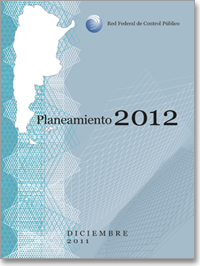 Red Federal de Control Público
Planeamiento 2012
DICIEMBRE
2011